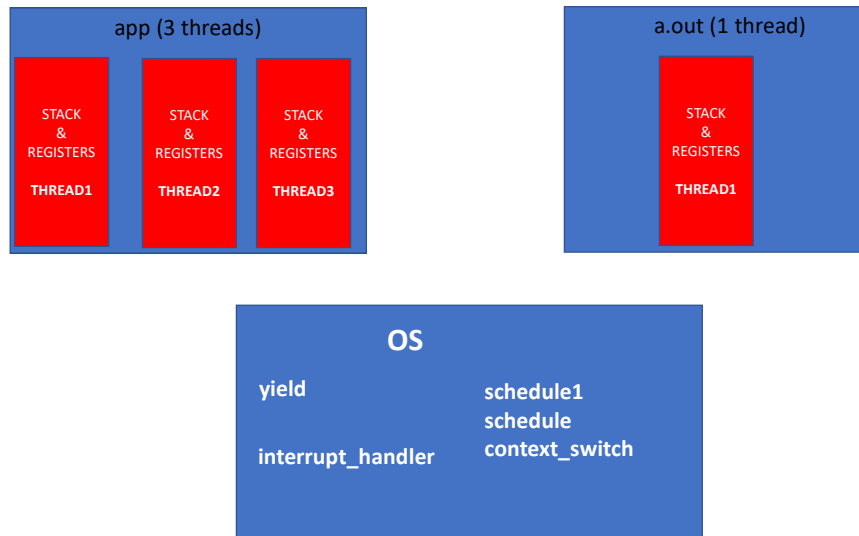 app (3 threads)
STACK
&
REGISTERS
THREAD1
STACK
&
REGISTERS
THREAD2
STACK
&
REGISTERS
THREAD3
a.out (1 thread)
STACK
&
REGISTERS
THREAD1
OS
yield
interrupt_handler
schedule1
schedule
context_switch